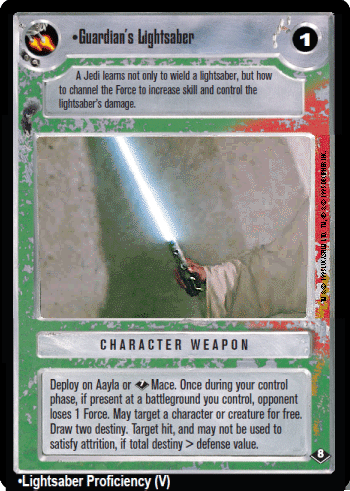 •Guardian's Lightsaber
1
A Jedi learns not only to wield a lightsaber, but how
to channel the Force to increase skill and control the
lightsaber's damage.
CHARACTER WEAPON
Deploy on Aayla or Mace. Once during your control
phase, if present at a battleground you control, opponent
loses 1 Force. May target a character or creature for free.
Draw two destiny. Target hit, and may not be used to
satisfy attrition, if total destiny > defense value.
8
•Lightsaber Proficiency (V)